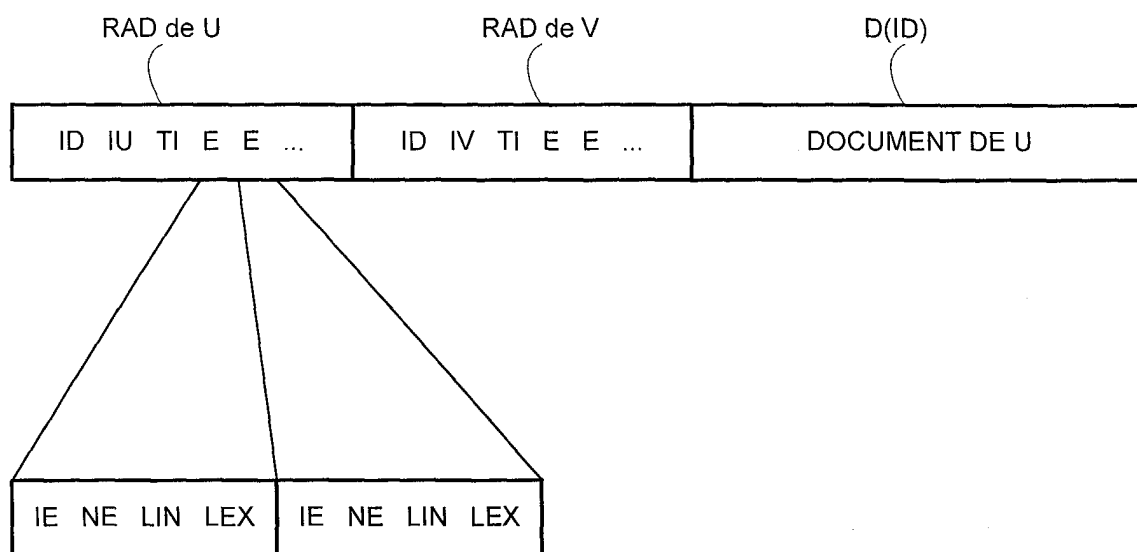 RAD de U RAD de V D(ID)
ID IU TI E E ... ID IV TI E E ... DOCUMENT DE U
IE NE LIN LEX IE NE LIN LEX